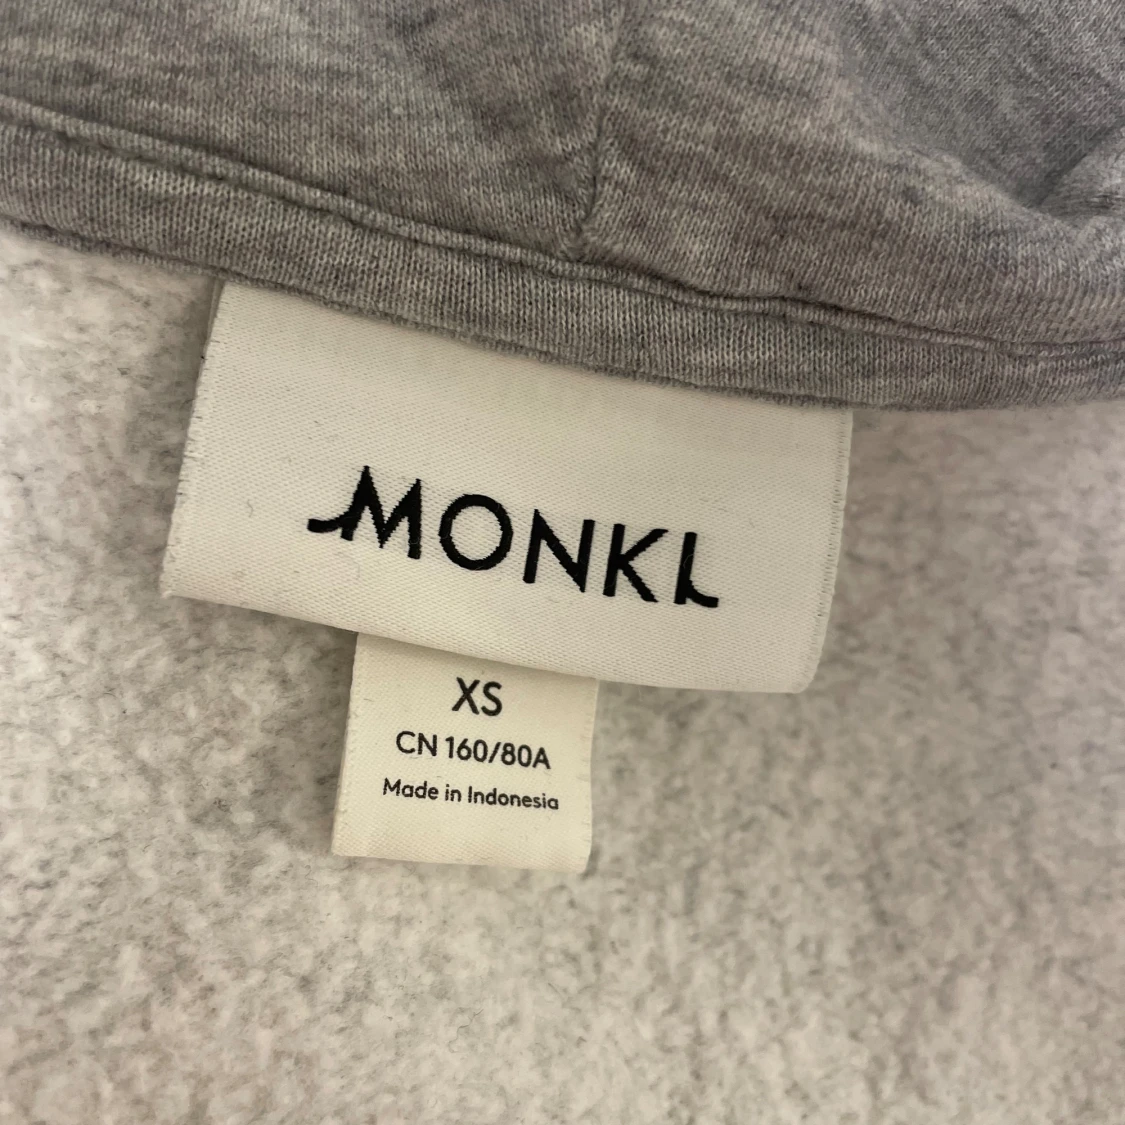 MONKI
XS
CN 160/80A
Made in Indonesia